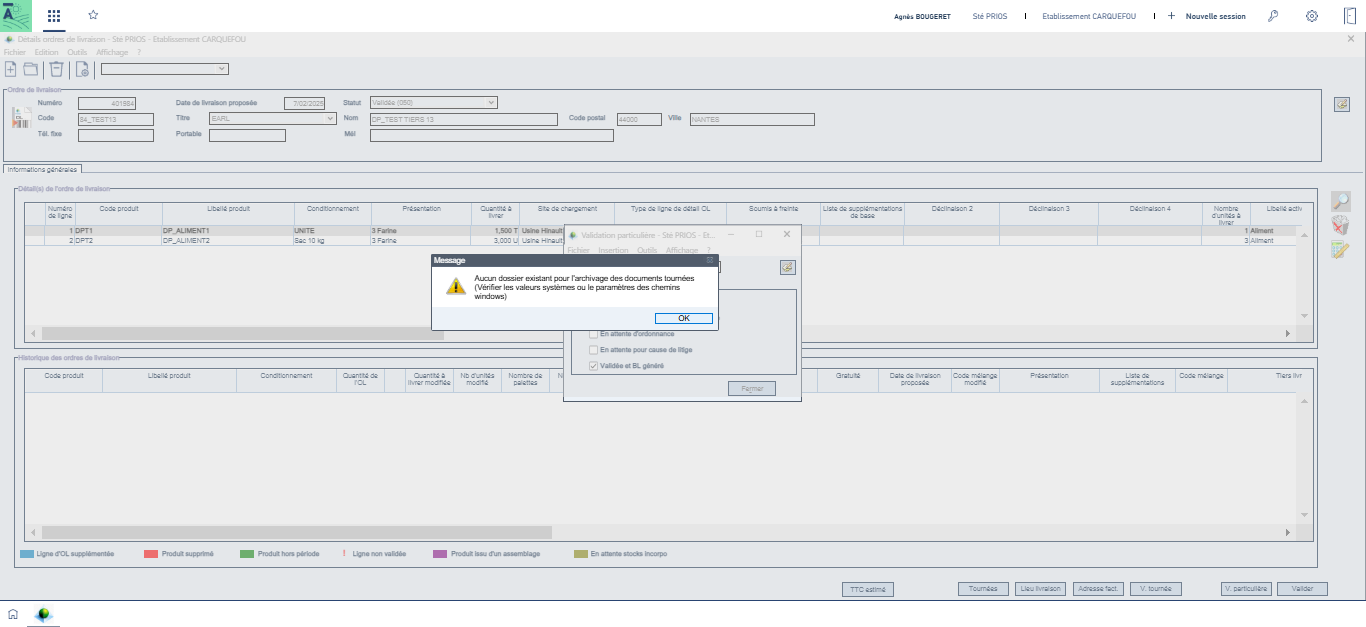 Agnès BOUGERET Sté PRIOS Etablissement CARQUEFOU Nouvelle session
Détails ordres de livraison - Sté PRIOS - Etablissement CARQUEFOU
Fichier Edition Outils Affichage ?
Ordre de livraison
Numéro 401984 Date de livraison proposée 7/02/2025 Statut Validée (050)
Code 84_TEST13 Titre EARL Nom DP_TEST TIERS 13 Code postal 44000 Ville NANTES
Tél. fixe Portable Mél
Informations générales
Détail(s) de l'ordre de livraison
Numéro de ligne Code produit Libellé produit Conditionnement Présentation Quantité à livrer Site de chargement Type de ligne de détail OL Soumis à freinte Liste de supplémentations de base Déclinaison 2 Déclinaison 3 Déclinaison 4 Nombre d'unités à livrer Libellé activ
1 DPT1 DP_ALIMENT1 UNITE 3 Farine 1,500 T Usine Hinault 1 Aliment
2 DPT2 DP_ALIMENT2 Sac 10 kg 3 Farine 3,000 U Usine Hinault 3 Aliment
Validation particulière - Sté PRIOS - Et...
Fichier Insertion Outils Affichage ?
Message
Aucun dossier existant pour l'archivage des documents tournées
(Vérifier les valeurs systèmes ou le paramètres des chemins
windows)
OK
En attente d'ordonnance
En attente pour cause de litige
Validée et BL généré
Fermer
Historique des ordres de livraison
Code produit Libellé produit Conditionnement Quantité de l'OL Quantité à livrer modifiée Nb d'unités modifié Nombre de palettes N Gratuité Date de livraison proposée Code mélange modifié Présentation Liste de supplémentations Code mélange Tiers livr
Ligne d'OL supplémentée Produit supprimé Produit hors période ! Ligne non validée Produit issu d'un assemblage En attente stocks incorpo
TTC estimé Tournées Lieu livraison Adresse fact. V. tournée V. particulière Valider